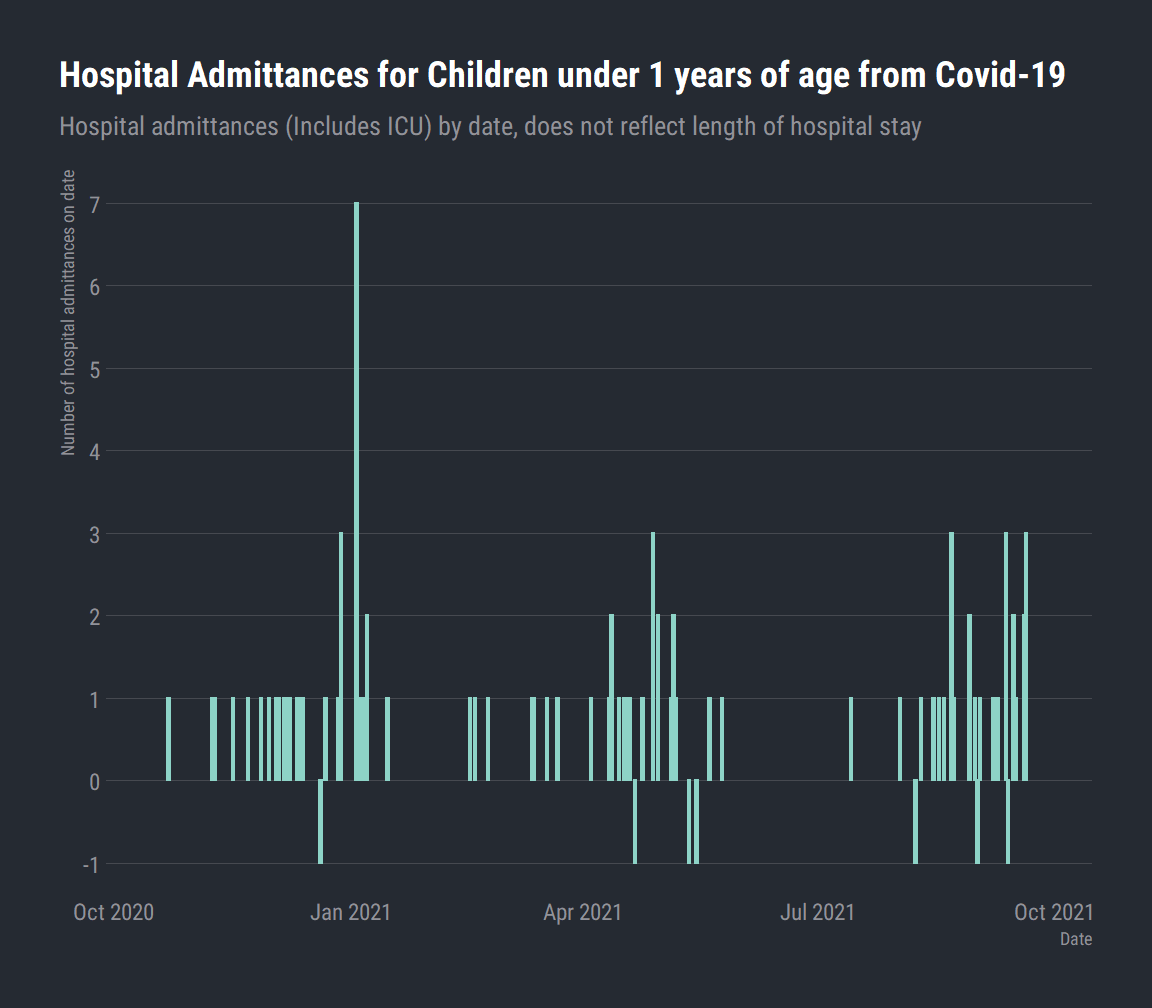 Hospital Admittances for Children under 1 years of age from Covid-19
Hospital admittances (Includes ICU) by date, does not reflect length of hospital stay
Number of hospital admittances on date
7
6
5
4
3
2
1
0
-1
Oct 2020
Jan 2021
Apr 2021
Jul 2021
Oct 2021
Date